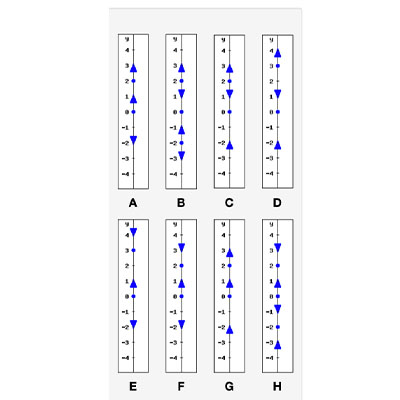 y y y y
4 4 4 4
3 3 3 3
2 2 2 2
1 1 1 1
0 0 0 0
-1 -1 -1 -1
-2 -2 -2 -2
-3 -3 -3 -3
-4 -4 -4 -4
A B C D
y y y y
4 4 4 4
3 3 3 3
2 2 2 2
1 1 1 1
0 0 0 0
-1 -1 -1 -1
-2 -2 -2 -2
-3 -3 -3 -3
-4 -4 -4 -4
E F G H